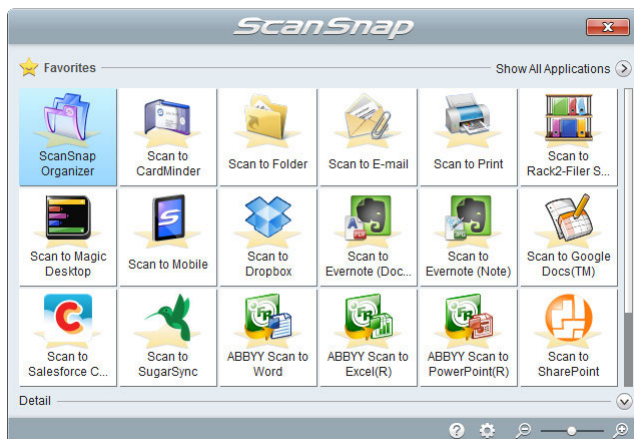 ScanSnap
Favorites
Show All Applications
ScanSnap
Organizer
Scan to
CardMinder
Scan to Folder
Scan to E-mail
Scan to Print
Scan to
Rack2-Filer S...
Scan to Magic
Desktop
Scan to Mobile
Scan to
Dropbox
Scan to
Evernote (Doc...
Scan to
Evernote (Note)
Scan to Google
Docs(TM)
Scan to
Salesforce C...
Scan to
SugarSync
ABBYY Scan to
Word
ABBYY Scan to
Excel(R)
ABBYY Scan to
PowerPoint(R)
Scan to
SharePoint
Detail